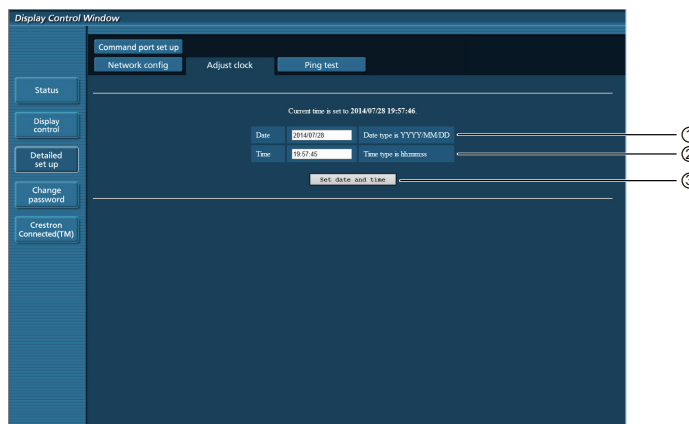 Display Control Window
Command port set up
Network config Adjust clock Ping test
Status
Current time is set to 2014/07/28 19:57:46.
Display
control
Date 2014/07/28 Date type is YYYY/MM/DD ①
Time 19:57:45 Time type is hh:mm:ss ②
Detailed
set up
Set date and time ③
Change
password
Crestron
Connected(TM)